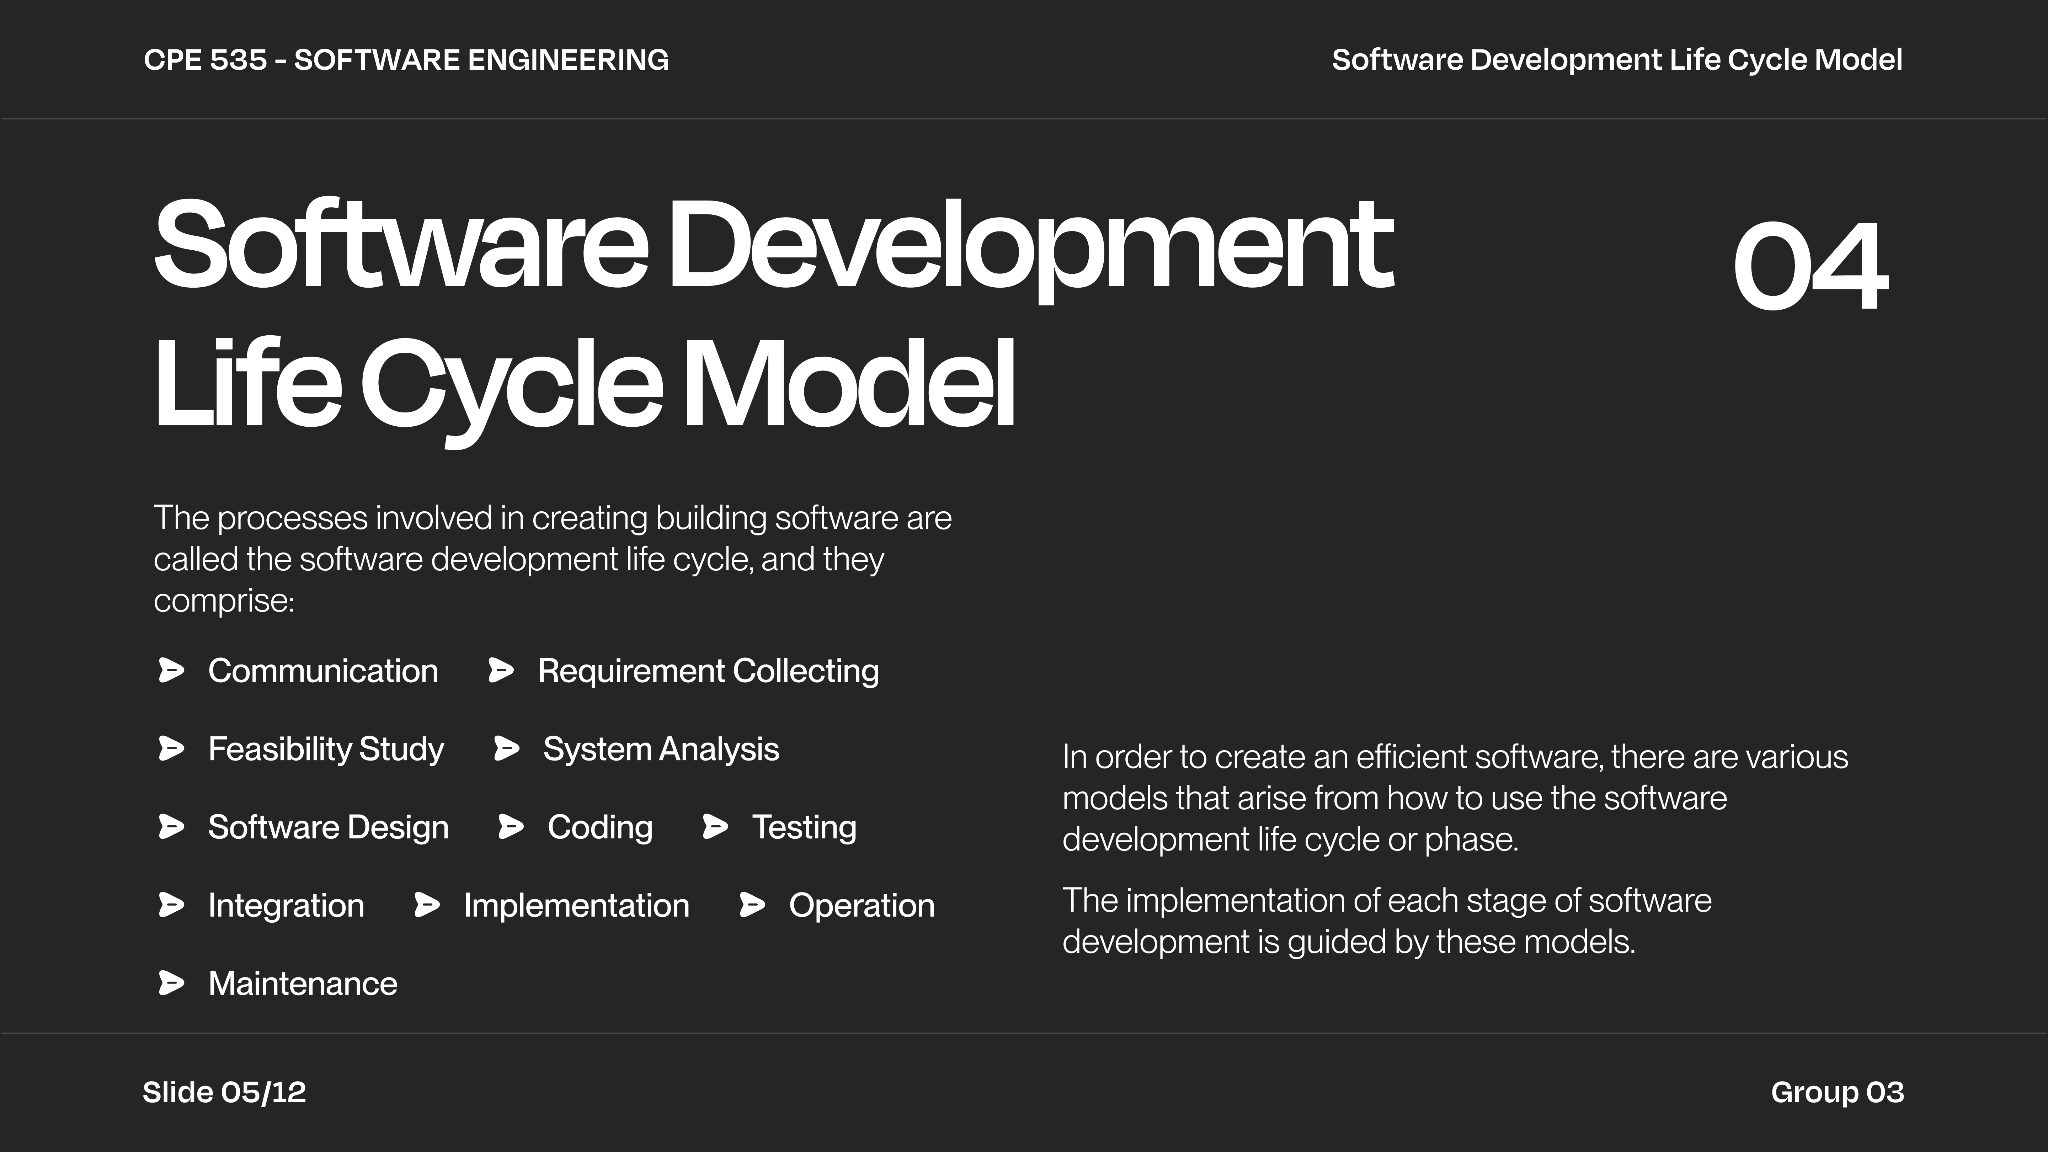 CPE 535 - SOFTWARE ENGINEERING
Software Development Life Cycle Model
Software Development
Life Cycle Model
04
The processes involved in creating building software are
called the software development life cycle, and they
comprise:
Communication
Requirement Collecting
Feasibility Study
System Analysis
Software Design
Coding
Testing
Integration
Implementation
Operation
Maintenance
In order to create an efficient software, there are various
models that arise from how to use the software
development life cycle or phase.
The implementation of each stage of software
development is guided by these models.
Slide 05/12
Group 03